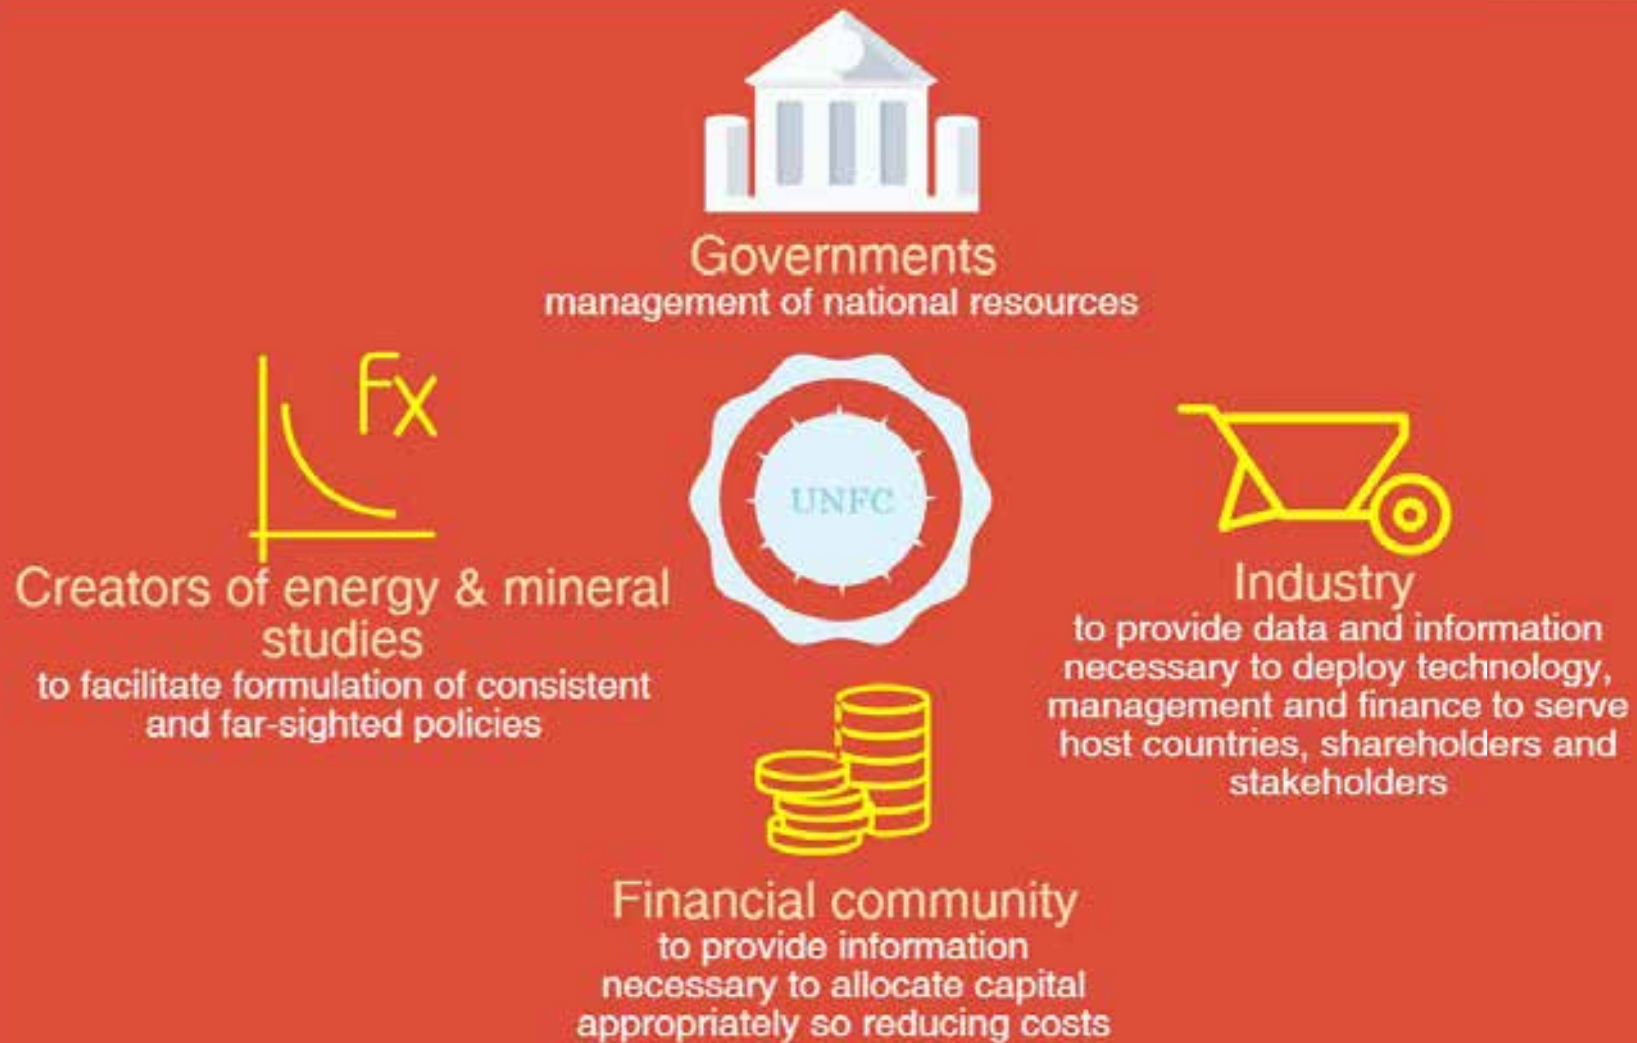 Governments
management of national resources
Fx
UNFC
Creators of energy & mineral
studies
to facilitate formulation of consistent
and far-sighted policies
Industry
to provide data and information
necessary to deploy technology,
management and finance to serve
host countries, shareholders and
stakeholders
Financial community
to provide information
necessary to allocate capital
appropriately so reducing costs